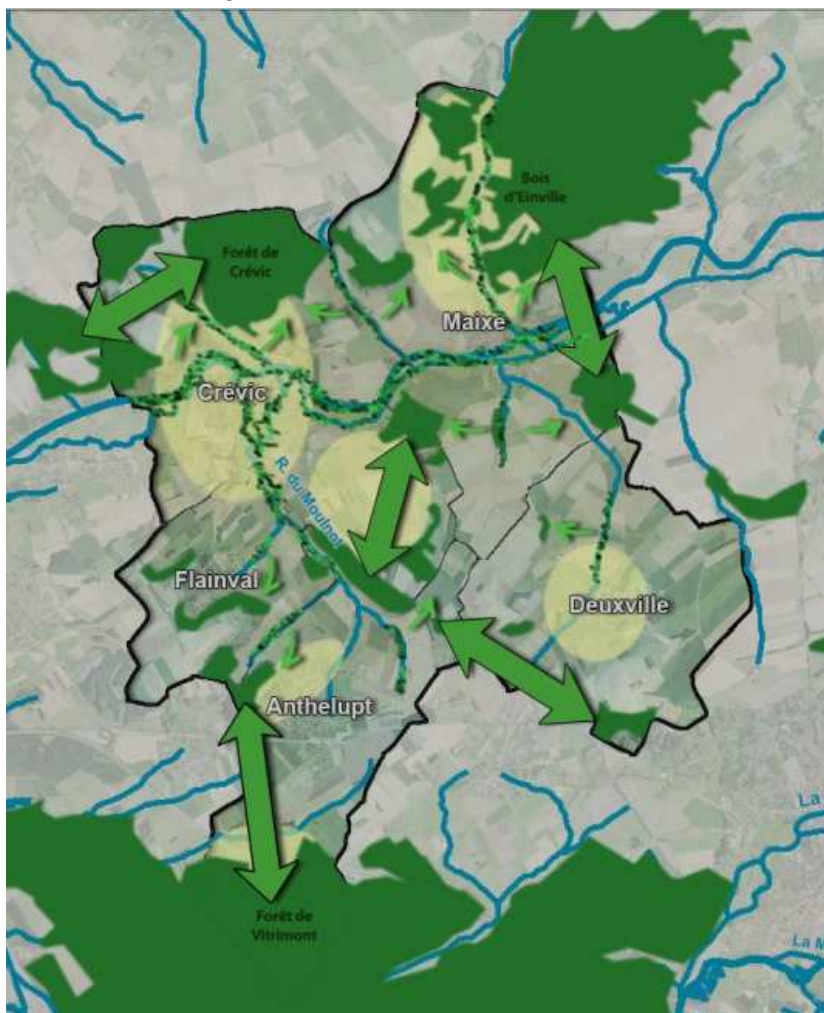 Bois
d'Einville
Forêt de
Crévic
Maixe
Crévic
R. du Moulnot
Flainval
Deuxville
Anthelupt
La
Forêt de
Vitrimont
La M